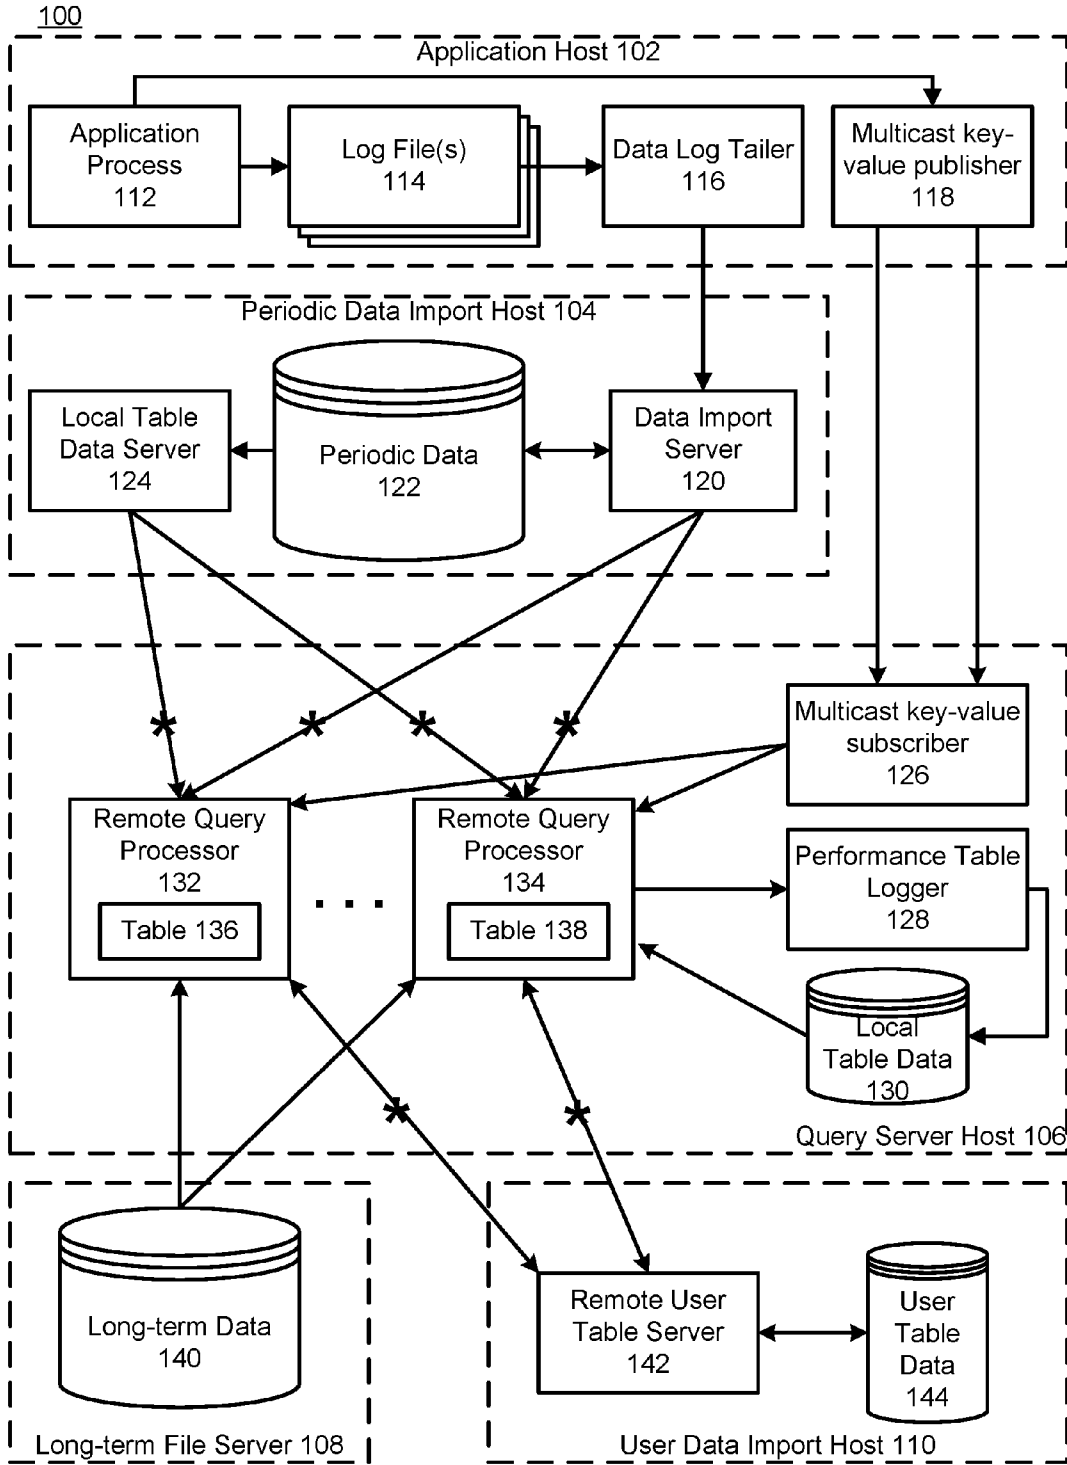 100
Application Host 102
Application
Process
112
Log File(s)
114
Data Log Tailer
116
Multicast key-
value publisher
118
Periodic Data Import Host 104
Local Table
Data Server
124
Periodic Data
122
Data Import
Server
120
*
*
*
*
Multicast key-value
subscriber
126
Remote Query
Processor
132
Table 136
. . .
Remote Query
Processor
134
Table 138
Performance Table
Logger
128
Local
Table Data
130
*
*
Query Server Host 106
Long-term Data
140
Long-term File Server 108
Remote User
Table Server
142
User
Table
Data
144
User Data Import Host 110